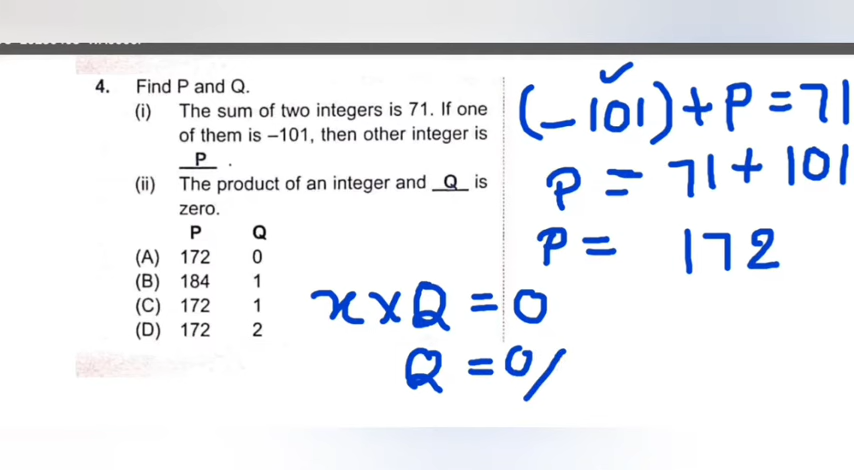 4. Find P and Q.
(i) The sum of two integers is 71. If one
of them is –101, then other integer is
P .
(ii) The product of an integer and Q is
zero.
P Q
(A) 172 0
(B) 184 1
(C) 172 1
(D) 172 2
(-101) + P = 71
P = 71 + 101
P = 172
x × Q = 0
Q = 0/